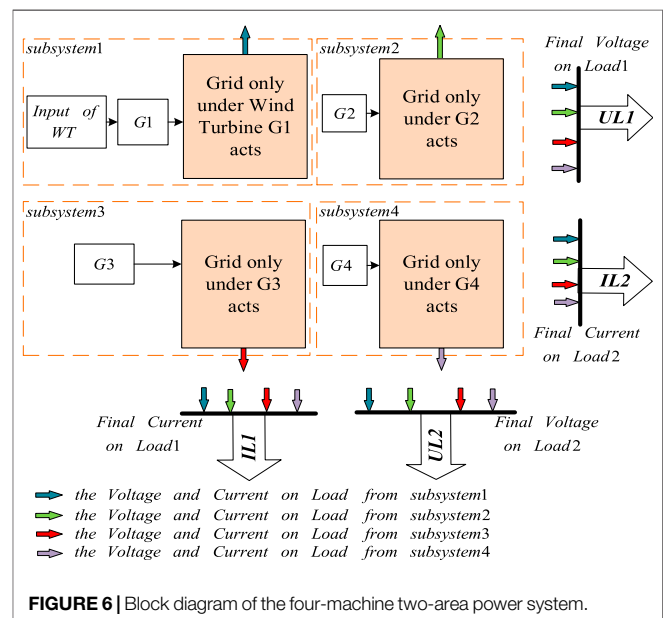 subsystem1
Input of
WT
G1
Grid only
under Wind
Turbine G1
acts
subsystem2
G2
Grid only
under G2
acts
Final Voltage
on Load1
UL1
subsystem3
G3
Grid only
under G3
acts
subsystem4
G4
Grid only
under G4
acts
IL2
Final Current
on Load2
Final Current
on Load1
IL1
UL2
Final Voltage
on Load2
the Voltage and Current on Load from subsystem1
the Voltage and Current on Load from subsystem2
the Voltage and Current on Load from subsystem3
the Voltage and Current on Load from subsystem4
FIGURE 6 | Block diagram of the four-machine two-area power system.